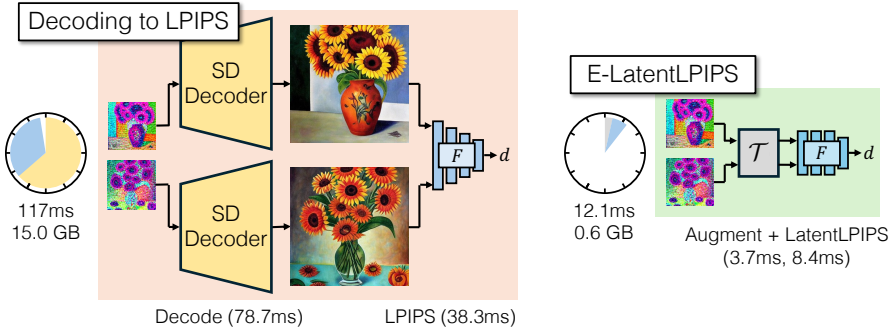 Decoding to LPIPS
SD
Decoder
SD
Decoder
F
d
117ms
15.0 GB
Decode (78.7ms)
LPIPS (38.3ms)
E-LatentLPIPS
𝒯
F
d
12.1ms
0.6 GB
Augment + LatentLPIPS
(3.7ms, 8.4ms)